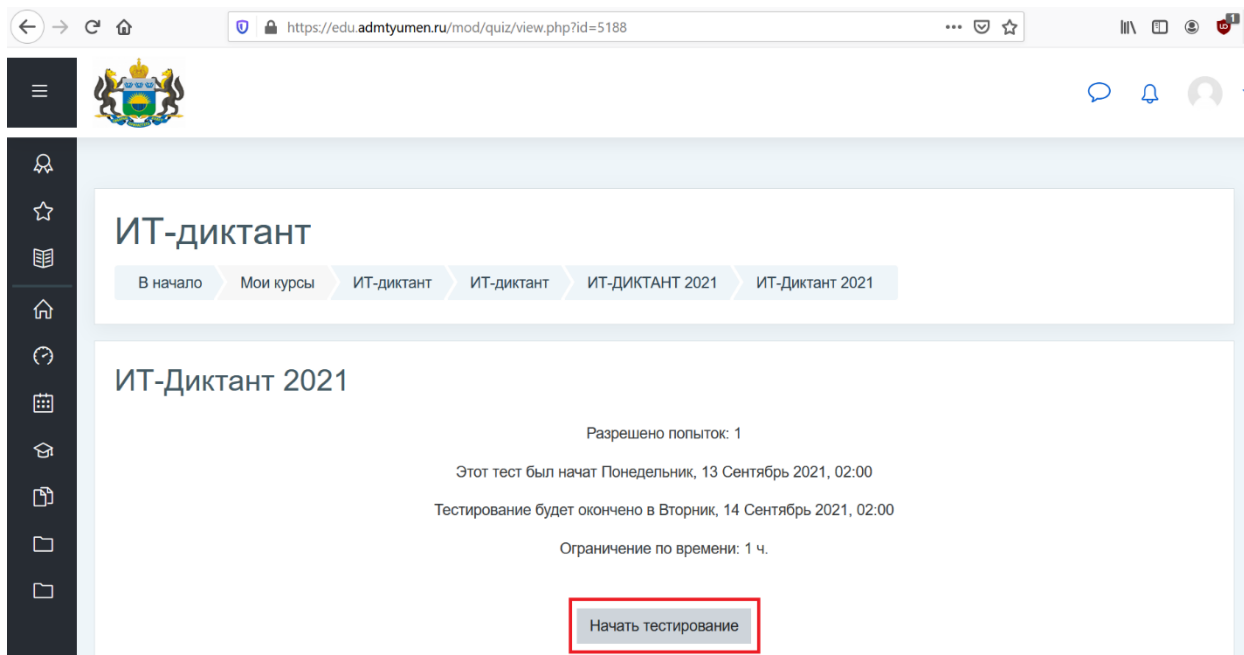 https://edu.admtyumen.ru/mod/quiz/view.php?id=5188
ИТ-диктант
В начало Мои курсы ИТ-диктант ИТ-диктант ИТ-ДИКТАНТ 2021 ИТ-Диктант 2021
ИТ-Диктант 2021
Разрешено попыток: 1
Этот тест был начат Понедельник, 13 Сентябрь 2021, 02:00
Тестирование будет окончено в Вторник, 14 Сентябрь 2021, 02:00
Ограничение по времени: 1 ч.
Начать тестирование